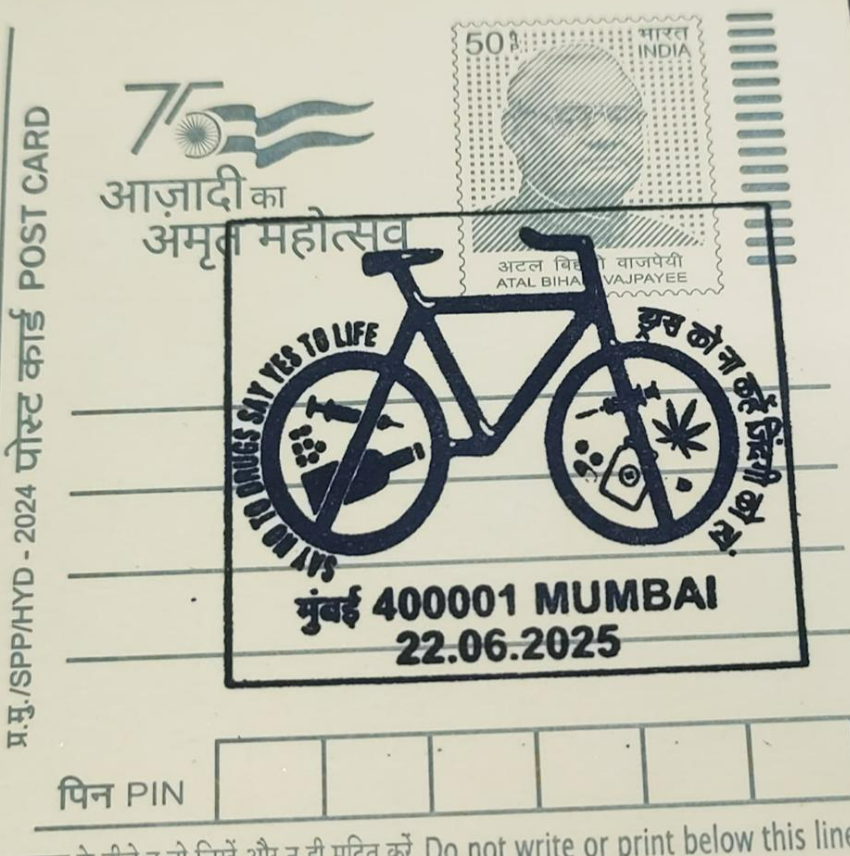 प्र.मु./SPP/HYD - 2024 पोस्ट कार्ड POST CARD
75
आज़ादी का
अमृत महोत्सव
50 पै
भारत
INDIA
अटल बिहारी वाजपेयी
ATAL BIHARI VAJPAYEE
SAY NO TO DRUGS SAY YES TO LIFE
ड्रग्स को ना कहें जिंदगी को हां
मुंबई 400001 MUMBAI
22.06.2025
पिन PIN
Do not write or print below this line